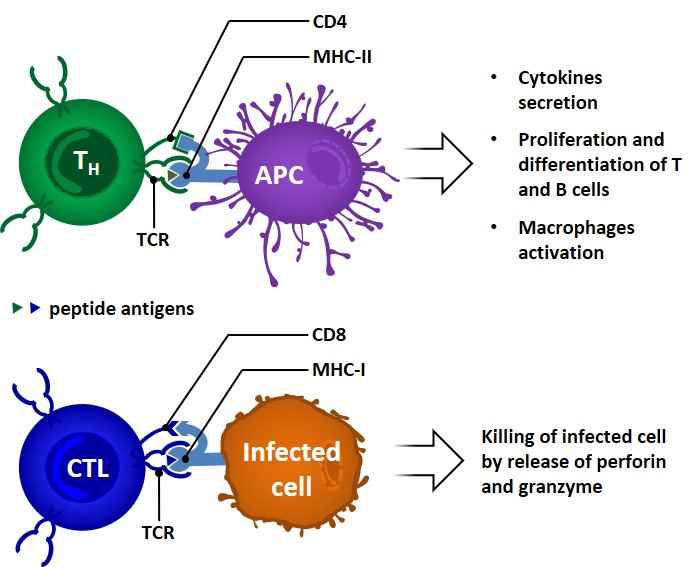 CD4
MHC-II
TH
APC
TCR
• Cytokines
secretion
• Proliferation and
differentiation of T
and B cells
• Macrophages
activation
peptide antigens
CD8
MHC-I
CTL
Infected
cell
TCR
Killing of infected cell
by release of perforin
and granzyme